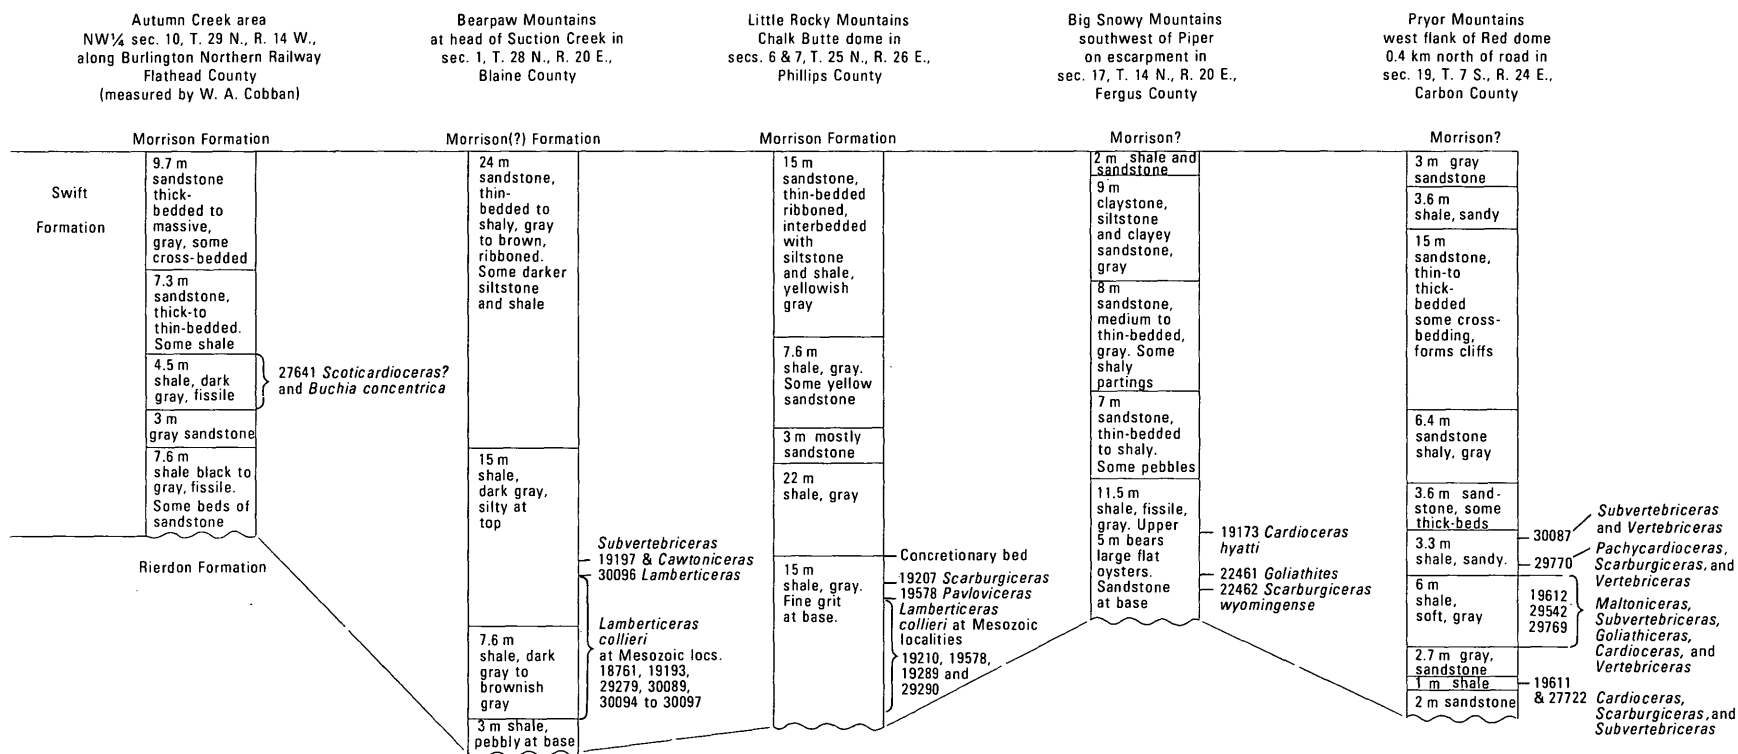 Autumn Creek area
NW¼ sec. 10, T. 29 N., R. 14 W.,
along Burlington Northern Railway
Flathead County
(measured by W. A. Cobban)
Bearpaw Mountains
at head of Suction Creek in
sec. 1, T. 28 N., R. 20 E.,
Blaine County
Little Rocky Mountains
Chalk Butte dome in
secs. 6 & 7, T. 25 N., R. 26 E.,
Phillips County
Big Snowy Mountains
southwest of Piper
on escarpment in
sec. 17, T. 14 N., R. 20 E.,
Fergus County
Pryor Mountains
west flank of Red dome
0.4 km north of road in
sec. 19, T. 7 S., R. 24 E.,
Carbon County
Swift
Formation
Morrison Formation
9.7 m
sandstone
thick-
bedded to
massive,
gray, some
cross-bedded
7.3 m
sandstone,
thick-to
thin-bedded.
Some shale
4.5 m
shale, dark
gray, fissile
27641 Scoticardioceras?
and Buchia concentrica
3 m
gray sandstone
7.6 m
shale black to
gray, fissile.
Some beds of
sandstone
Rierdon Formation
Morrison(?) Formation
24 m
sandstone,
thin-
bedded to
shaly, gray
to brown,
ribboned.
Some darker
siltstone
and shale
15 m
shale,
dark gray,
silty at
top
Subvertebriceras
19197 & Cawtoniceras
30096 Lamberticeras
7.6 m
shale, dark
gray to
brownish
gray
Lamberticeras
collieri
at Mesozoic locs.
18761, 19193,
29279, 30089,
30094 to 30097
3 m shale,
pebbly at base
Morrison Formation
15 m
sandstone,
thin-bedded
ribboned,
interbedded
with
siltstone
and shale,
yellowish
gray
7.6 m
shale, gray.
Some yellow
sandstone
3 m mostly
sandstone
22 m
shale, gray
Concretionary bed
15 m
shale, gray.
Fine grit
at base.
19207 Scarburgiceras
19578 Pavloviceras
Lamberticeras
collieri at Mesozoic
localities
19210, 19578,
19289 and
29290
Morrison?
2 m shale and
sandstone
9 m
claystone,
siltstone
and clayey
sandstone,
gray
8 m
sandstone,
medium to
thin-bedded,
gray. Some
shaly
partings
7 m
sandstone,
thin-bedded
to shaly.
Some pebbles
11.5 m
shale, fissile,
gray. Upper
5 m bears
large flat
oysters.
Sandstone
at base
19173 Cardioceras
hyatti
22461 Goliathites
22462 Scarburgiceras
wyomingense
Morrison?
3 m gray
sandstone
3.6 m
shale, sandy
15 m
sandstone,
thin-to
thick-
bedded
some cross-
bedding,
forms cliffs
6.4 m
sandstone
shaly, gray
3.6 m sand-
stone, some
thick-beds
3.3 m
shale, sandy.
6 m
shale,
soft, gray
2.7 m gray,
sandstone
1 m shale
2 m sandstone
Subvertebriceras
and Vertebriceras
30087
Pachycardioceras,
Scarburgiceras, and
Vertebriceras
29770
19612
29542
29769
Maltoniceras,
Subvertebriceras,
Goliathiceras,
Cardioceras, and
Vertebriceras
19611
& 27722 Cardioceras,
Scarburgiceras, and
Subvertebriceras